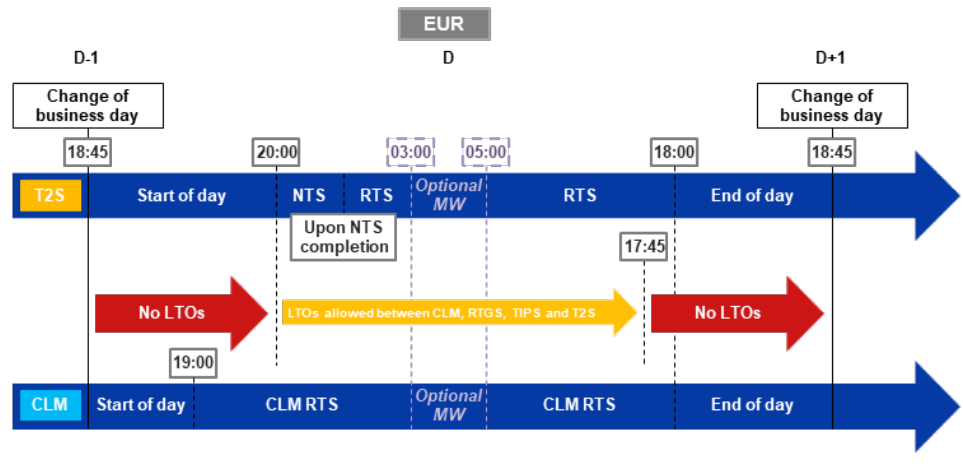 EUR
D-1
D
D+1
Change of
business day
Change of
business day
18:45
20:00
03:00
05:00
18:00
18:45
T2S
Start of day
NTS
RTS
Optional
MW
RTS
End of day
Upon NTS
completion
17:45
No LTOs
LTOs allowed between CLM, RTGS, TIPS and T2S
No LTOs
19:00
CLM
Start of day
CLM RTS
Optional
MW
CLM RTS
End of day